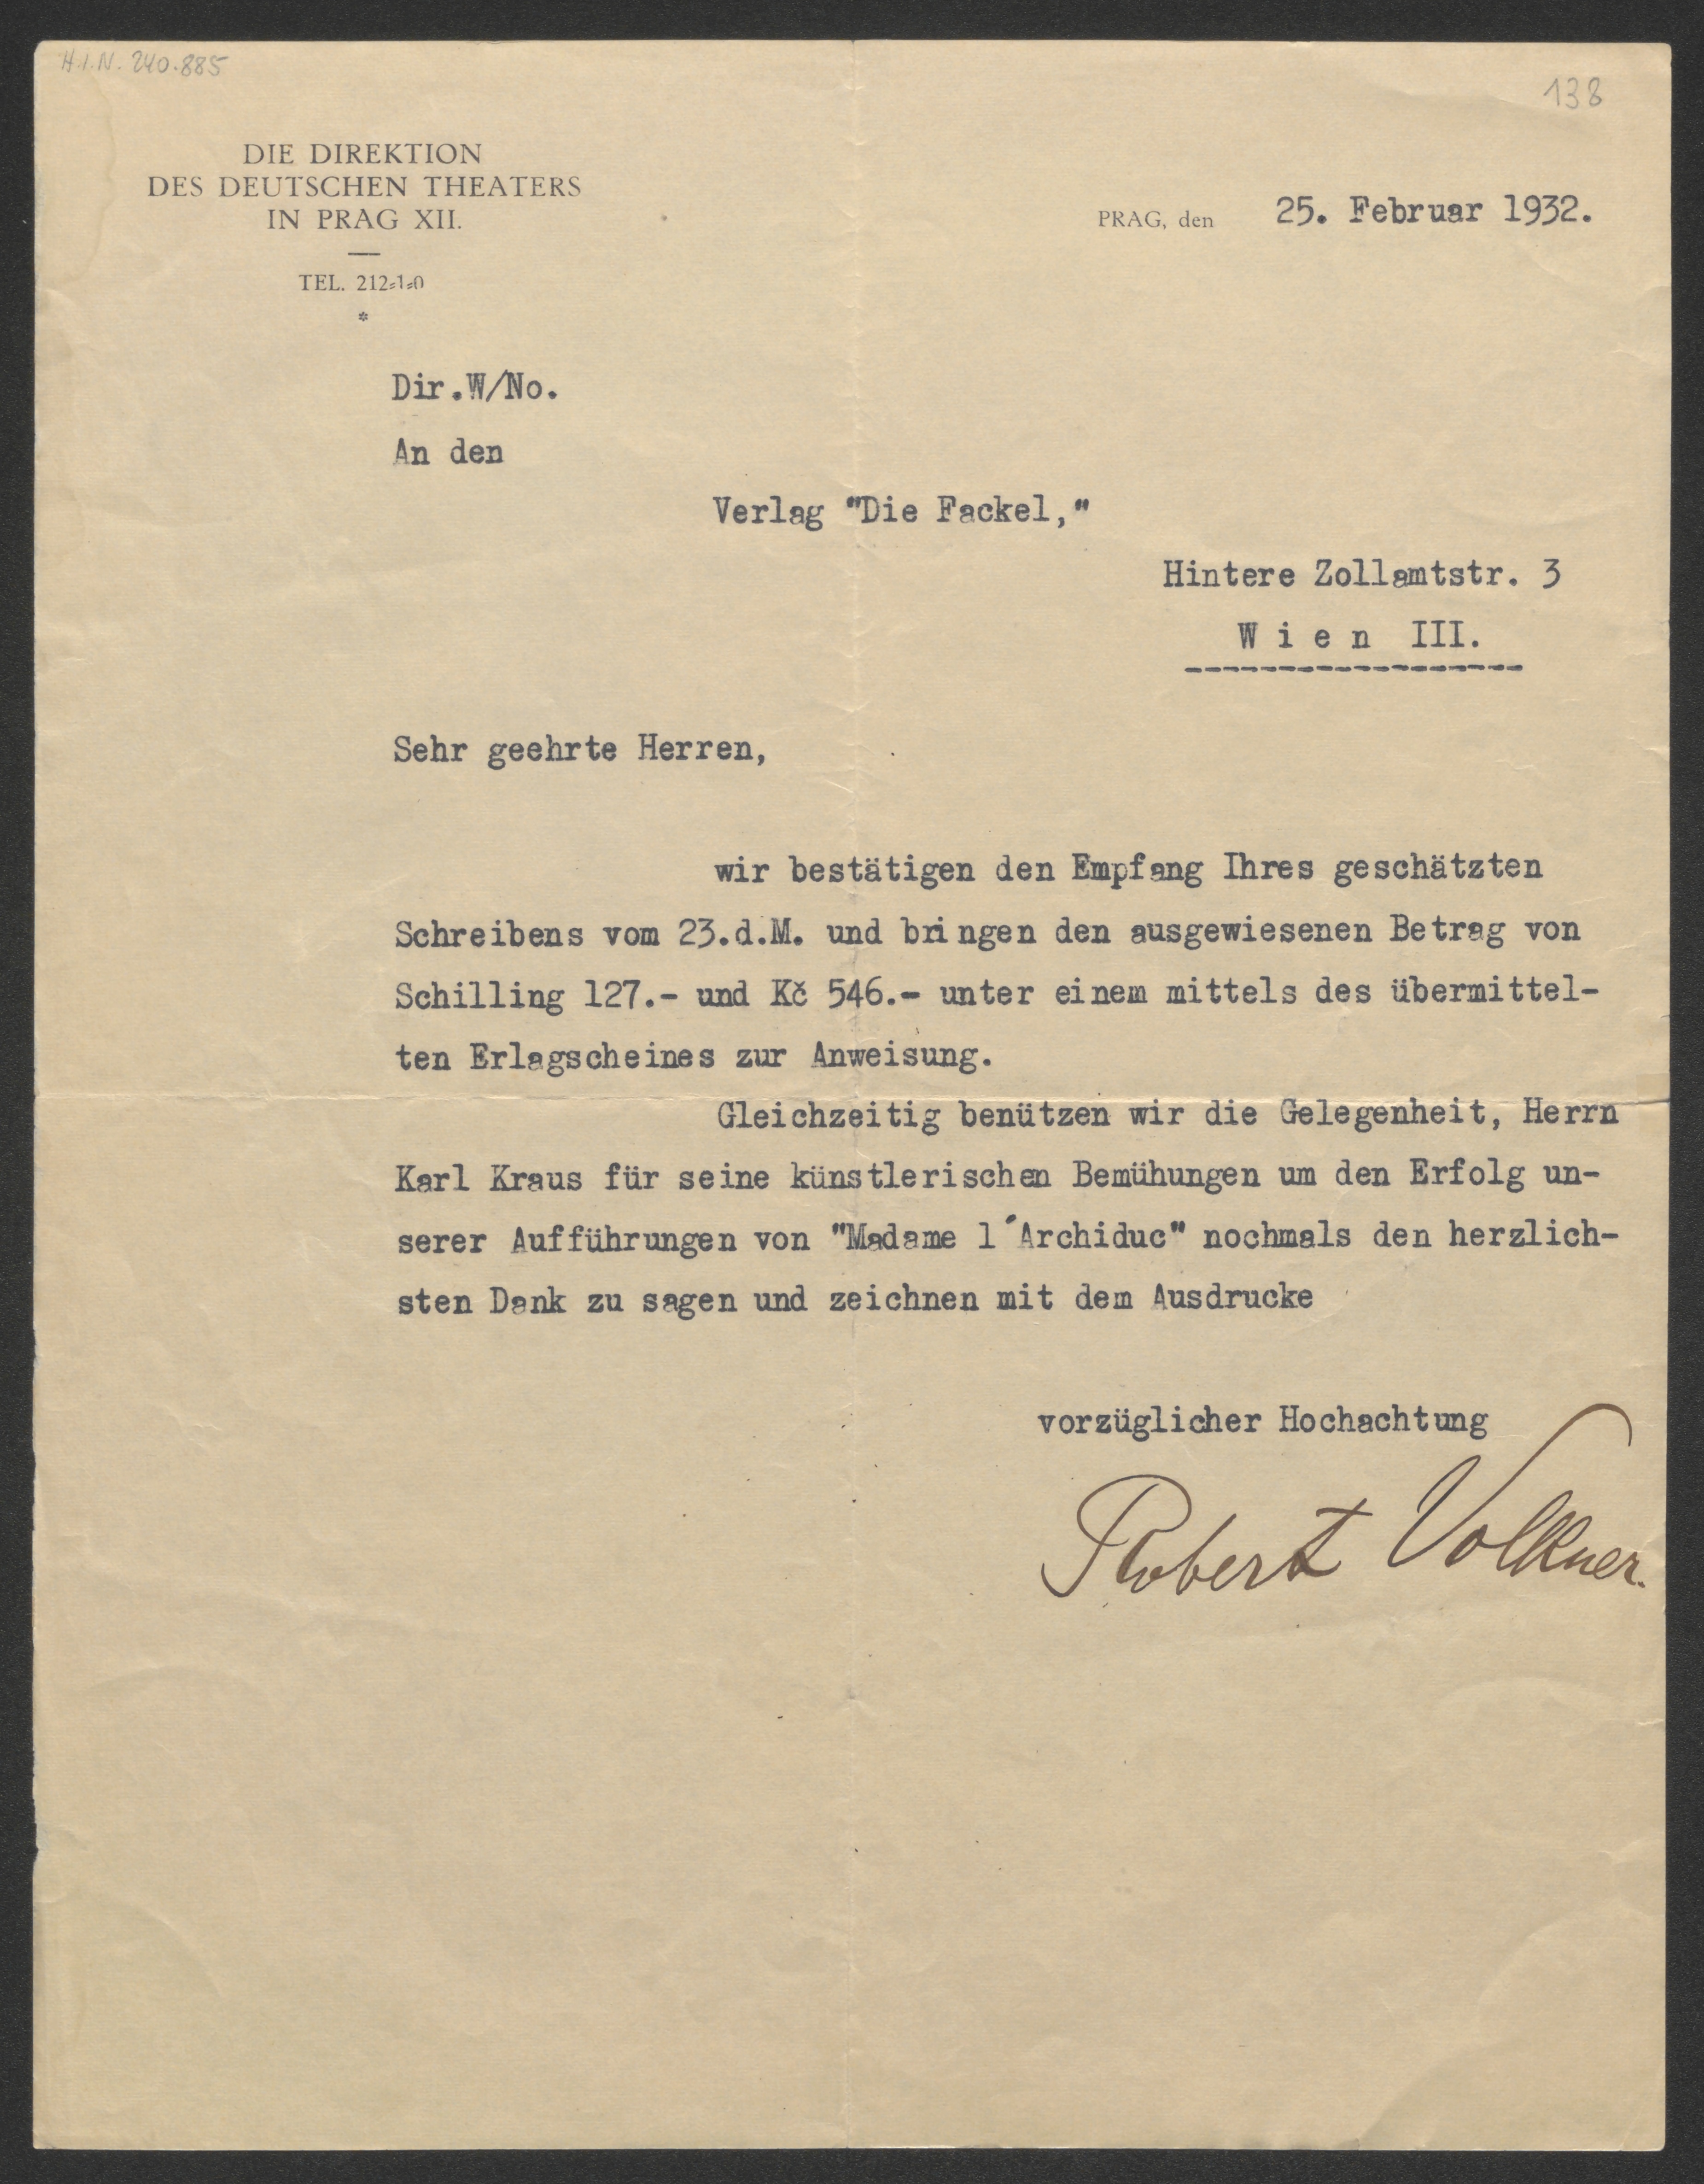 H.I.N. 240.885
138
DIE DIREKTION
DES DEUTSCHEN THEATERS
IN PRAG XII.
TEL. 212-1-0
*
PRAG, den 25. Februar 1932.
Dir.W/No.
An den
Verlag "Die Fackel,"
Hintere Zollamtstr. 3
W i e n III.
Sehr geehrte Herren,
wir bestätigen den Empfang Ihres geschätzten
Schreibens vom 23.d.M. und bringen den ausgewiesenen Betrag von
Schilling 127.- und Kč 546.- unter einem mittels des übermittel-
ten Erlagscheines zur Anweisung.
Gleichzeitig benützen wir die Gelegenheit, Herrn
Karl Kraus für seine künstlerischen Bemühungen um den Erfolg un-
serer Aufführungen von "Madame l´Archiduc" nochmals den herzlich-
sten Dank zu sagen und zeichnen mit dem Ausdrucke
vorzüglicher Hochachtung
Robert Volkner.